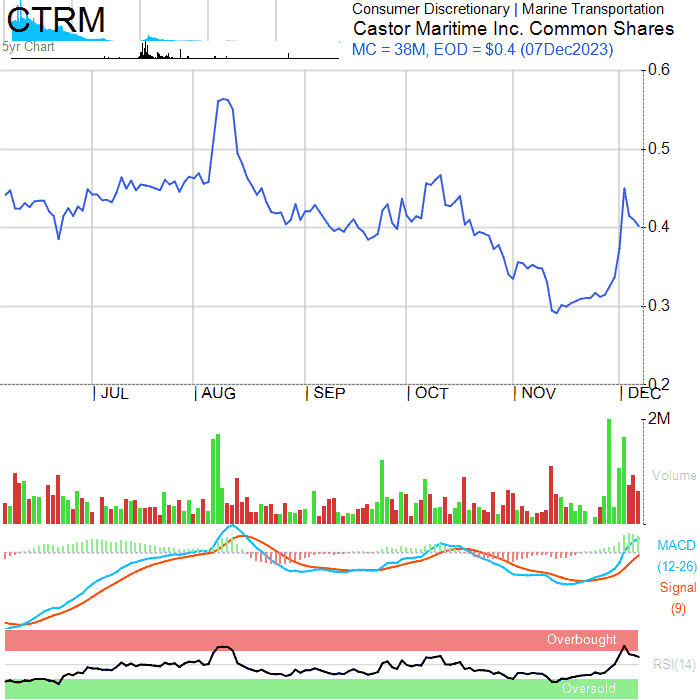 CTRM
Consumer Discretionary | Marine Transportation
Castor Maritime Inc. Common Shares
MC = 38M, EOD = $0.4 (07Dec2023)
5yr Chart
0.6
0.5
0.4
0.3
0.2
JUL
AUG
SEP
OCT
NOV
DEC
2M
Volume
MACD
(12-26)
Signal
(9)
Overbought
RSI(14)
Oversold